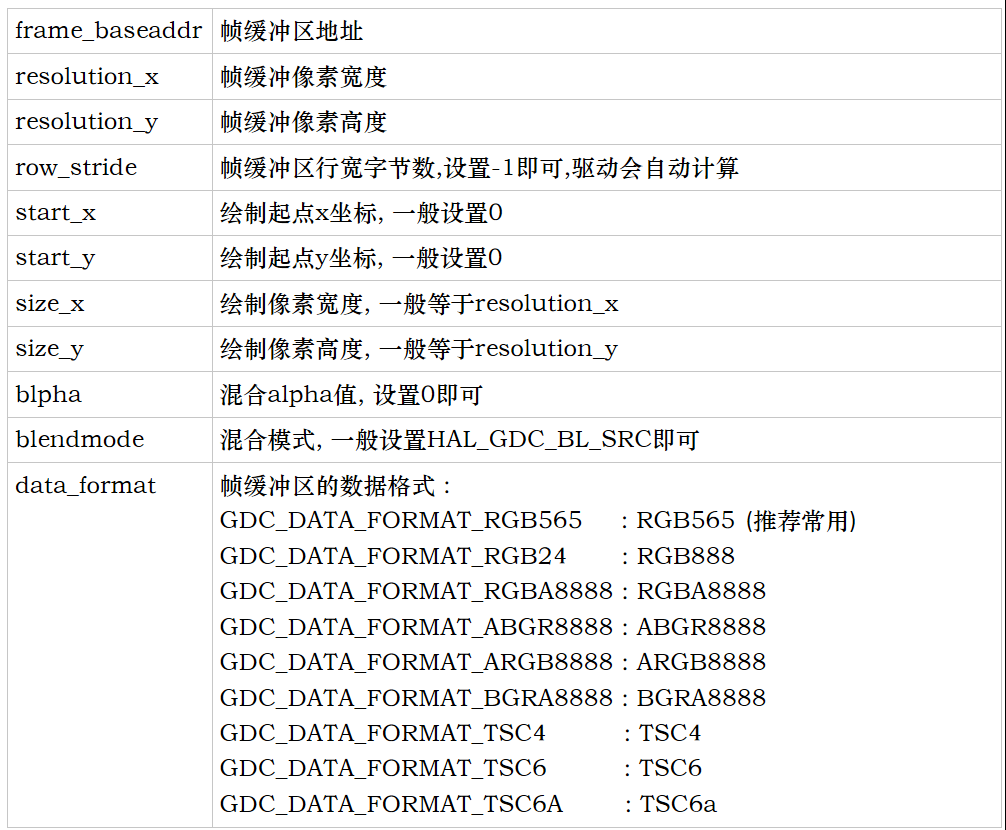 frame_baseaddr 帧缓冲区地址
resolution_x 帧缓冲像素宽度
resolution_y 帧缓冲像素高度
row_stride 帧缓冲区行宽字节数,设置-1即可,驱动会自动计算
start_x 绘制起点x坐标, 一般设置0
start_y 绘制起点y坐标, 一般设置0
size_x 绘制像素宽度, 一般等于resolution_x
size_y 绘制像素高度, 一般等于resolution_y
blpha 混合alpha值, 设置0即可
blendmode 混合模式, 一般设置HAL_GDC_BL_SRC即可
data_format 帧缓冲区的数据格式 :
GDC_DATA_FORMAT_RGB565 : RGB565 (推荐常用)
GDC_DATA_FORMAT_RGB24 : RGB888
GDC_DATA_FORMAT_RGBA8888 : RGBA8888
GDC_DATA_FORMAT_ABGR8888 : ABGR8888
GDC_DATA_FORMAT_ARGB8888 : ARGB8888
GDC_DATA_FORMAT_BGRA8888 : BGRA8888
GDC_DATA_FORMAT_TSC4 : TSC4
GDC_DATA_FORMAT_TSC6 : TSC6
GDC_DATA_FORMAT_TSC6A : TSC6a